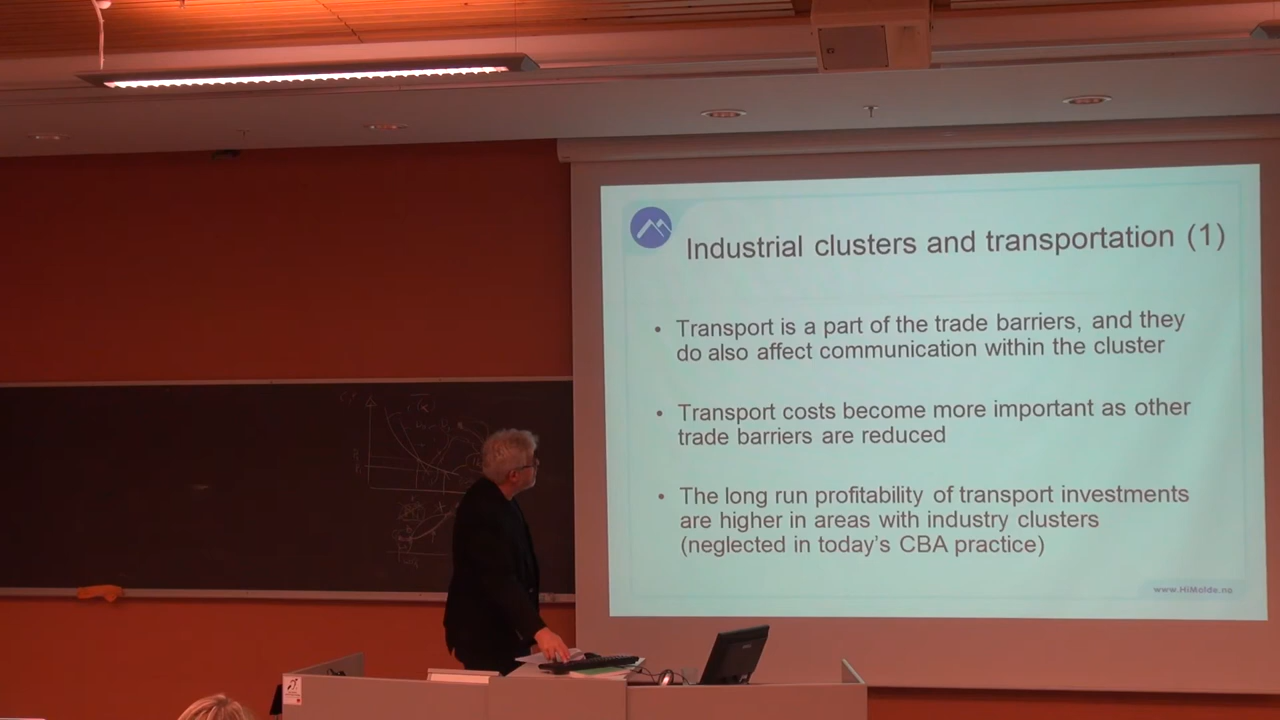 Industrial clusters and transportation (1)
• Transport is a part of the trade barriers, and they
do also affect communication within the cluster
• Transport costs become more important as other
trade barriers are reduced
• The long run profitability of transport investments
are higher in areas with industry clusters
(neglected in today's CBA practice)
www.HiMolde.no